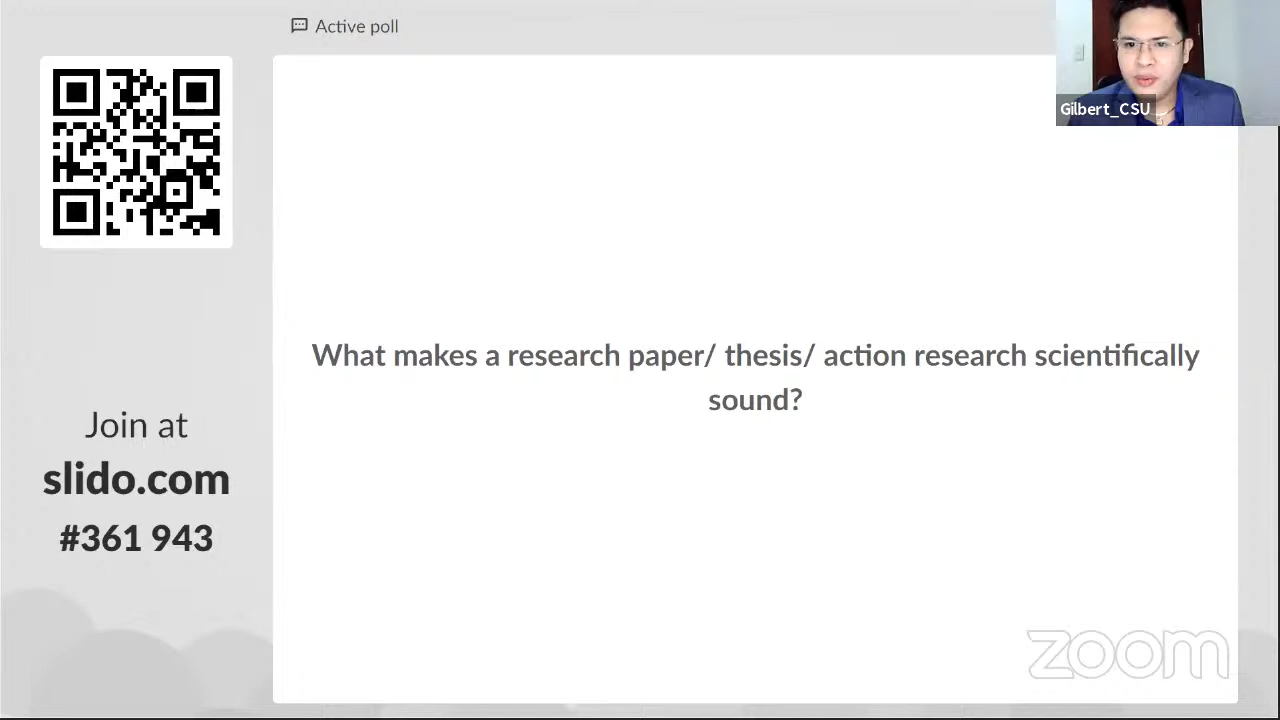 Active poll
Gilbert_CSU
What makes a research paper/ thesis/ action research scientifically
sound?
Join at
slido.com
#361 943
zoom